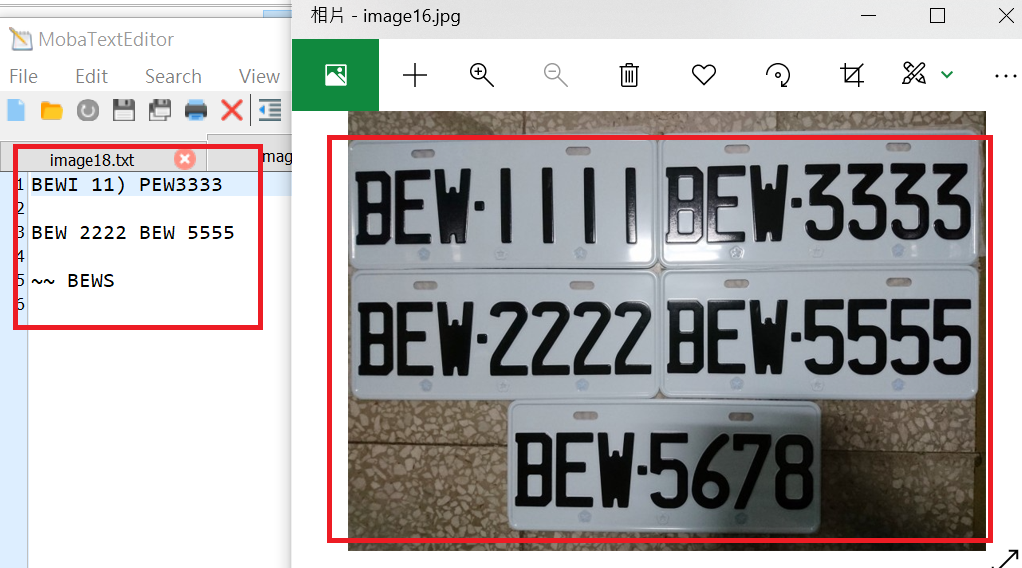 MobaTextEditor
File Edit Search View
image18.txt
1 BEWI 11) PEW3333
2
3 BEW 2222 BEW 5555
4
5 ~~ BEWS
6
相片 - image16.jpg
BEW·1111 BEW·3333
BEW·2222 BEW·5555
BEW·5678